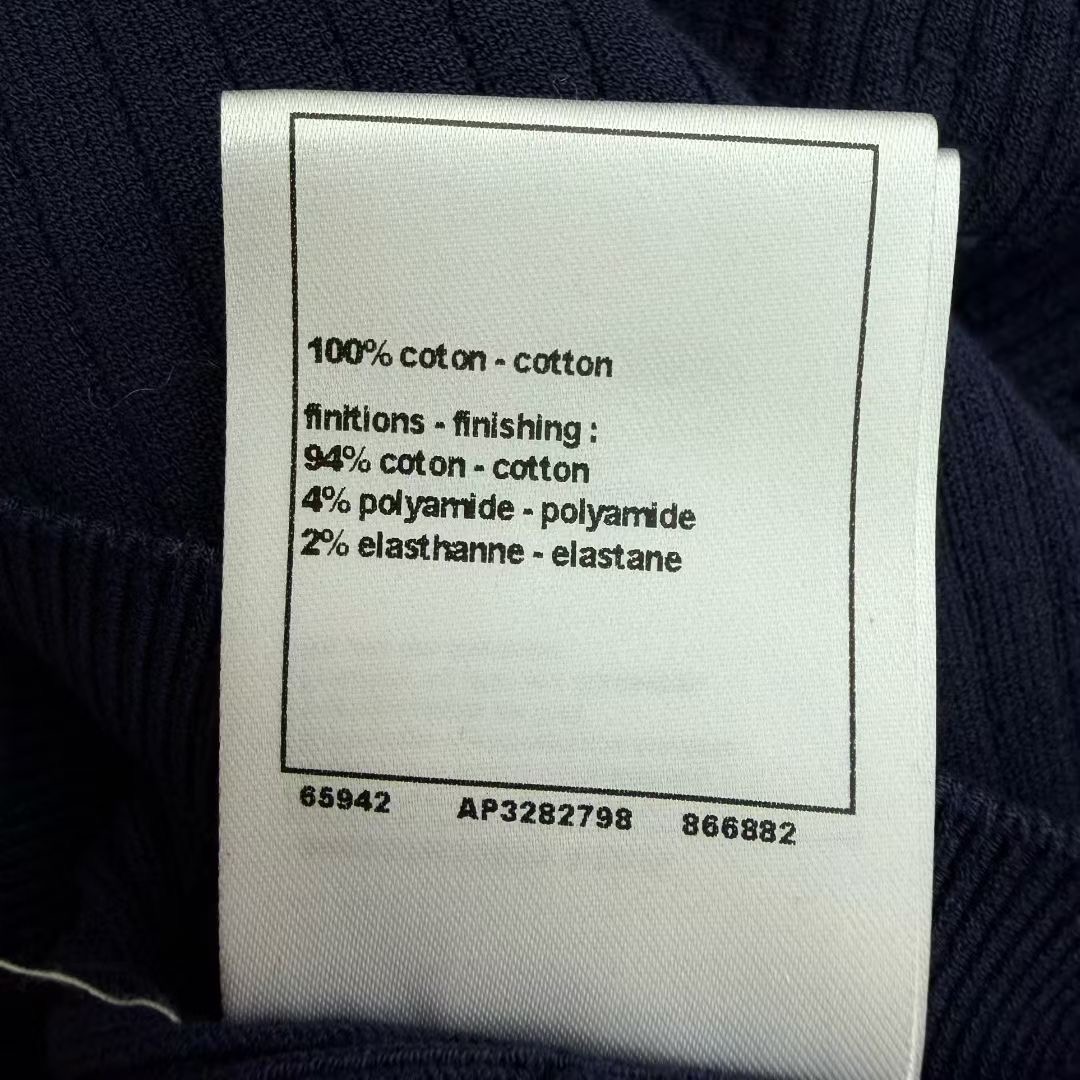 100% coton - cotton
finitions - finishing :
94% coton - cotton
4% polyamide - polyamide
2% elasthanne - elastane
65942 AP3282798 866882